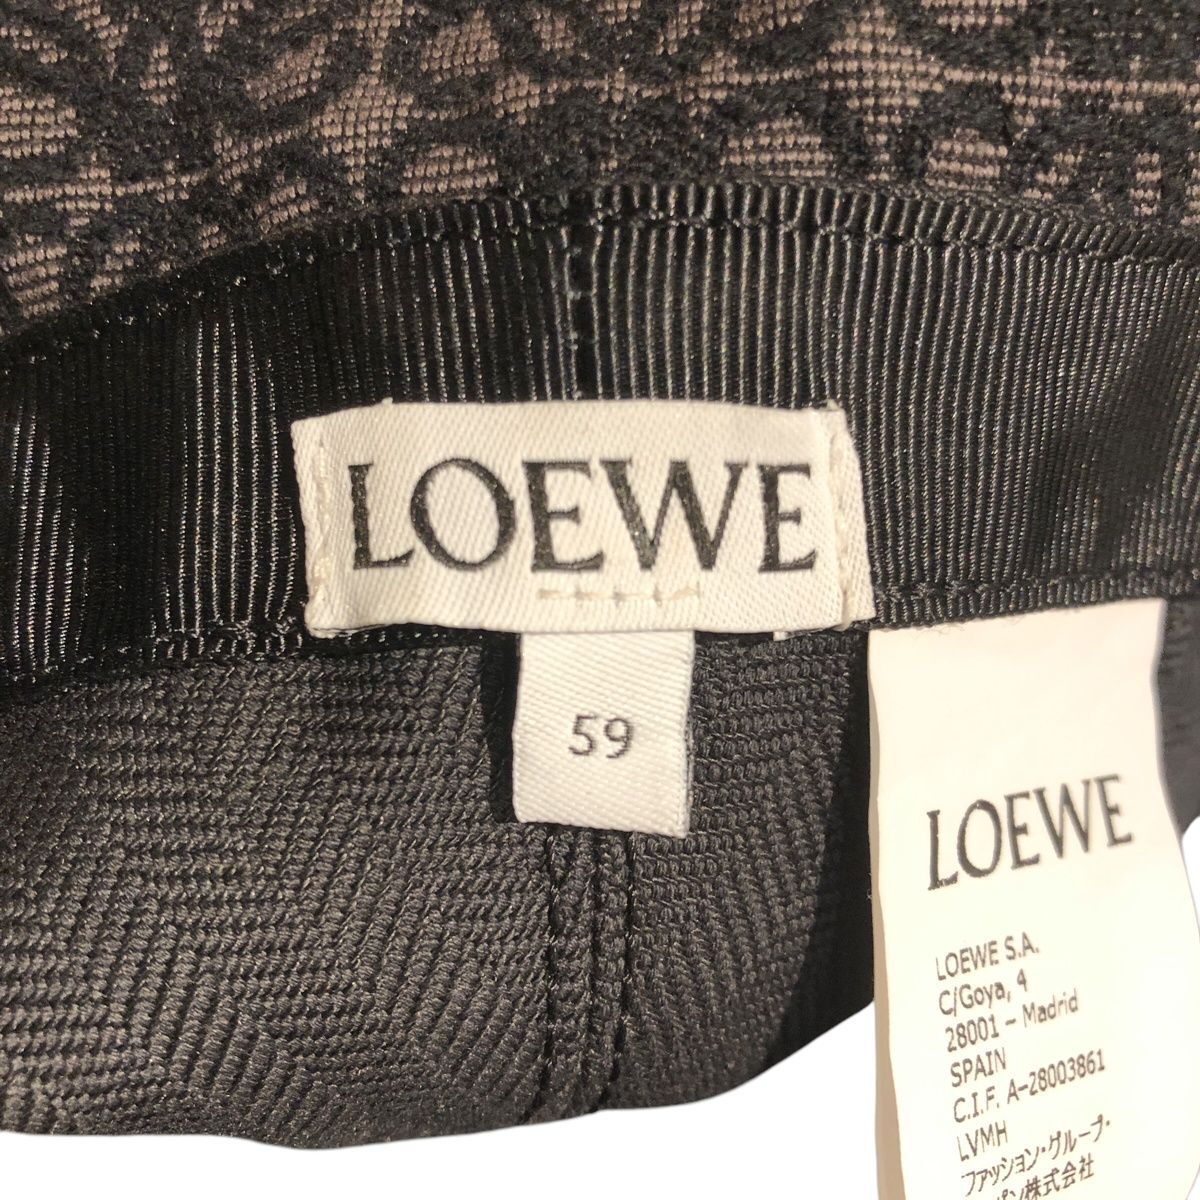 LOEWE
59
LOEWE
LOEWE S.A.
C/Goya, 4
28001 - Madrid
SPAIN
C.I.F. A-28003861
LVMH
ファッション・グループ・
パン株式会社